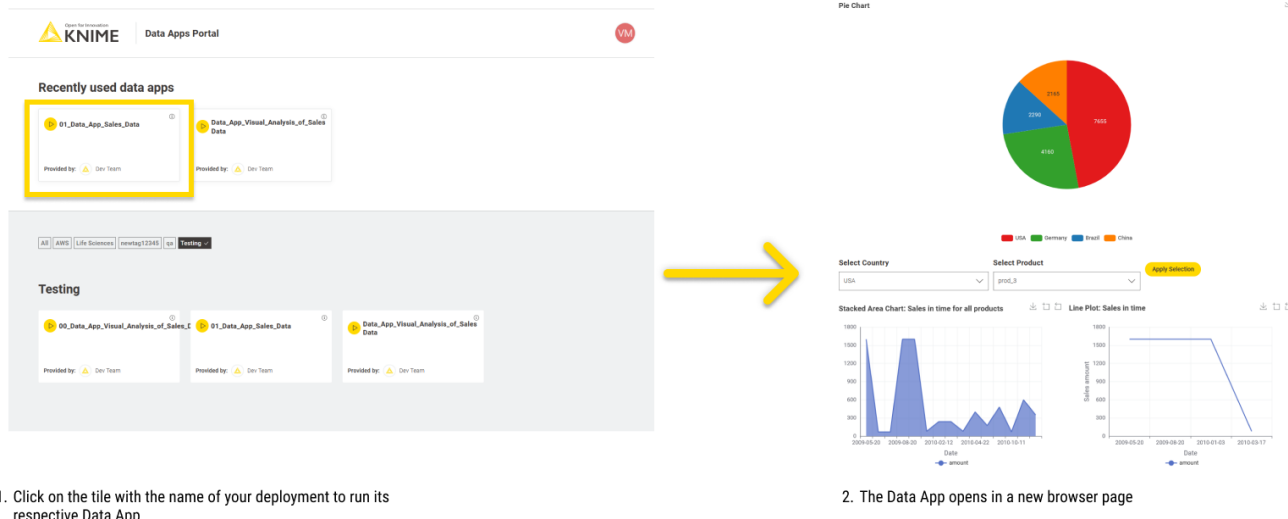 Open for Innovation
KNIME
Data Apps Portal
VM
Recently used data apps
01_Data_App_Sales_Data
Data_App_Visual_Analysis_of_Sales
Data
Provided by: Dev Team
Provided by: Dev Team
All AWS Life Sciences newtag12345 qa Testing
Testing
00_Data_App_Visual_Analysis_of_Sales_D
01_Data_App_Sales_Data
Data_App_Visual_Analysis_of_Sales
Data
Provided by: Dev Team
Provided by: Dev Team
Provided by: Dev Team
1. Click on the tile with the name of your deployment to run its
respective Data App
Pie Chart
2165
2290
7655
4160
USA Germany Brazil China
Select Country
Select Product
USA
prod_3
Apply Selection
Stacked Area Chart: Sales in time for all products
1800
1500
1200
900
600
300
0
2009-05-20 2009-08-20 2010-02-12 2010-04-22 2010-10-11
Date
amount
Line Plot: Sales in time
Sales amount
1800
1500
1200
900
600
300
0
2009-05-20 2009-08-20 2010-01-03 2010-03-17
Date
amount
2. The Data App opens in a new browser page